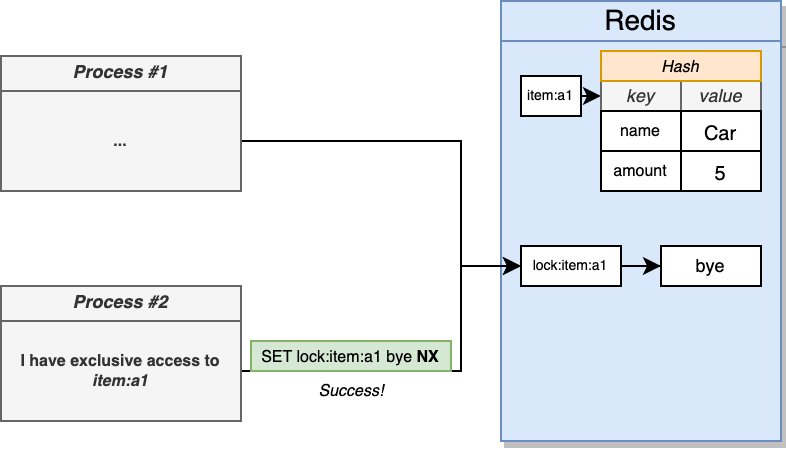 Redis
Process #1
...
Hash
item:a1
key value
name Car
amount 5
lock:item:a1 bye
Process #2
I have exclusive access to
item:a1
SET lock:item:a1 bye NX
Success!